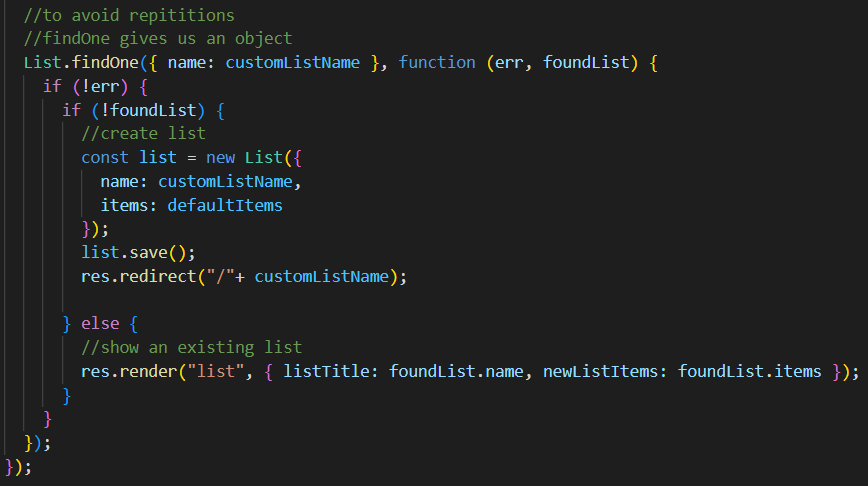 //to avoid repititions
//findOne gives us an object
List.findOne({ name: customListName }, function (err, foundList) {
if (!err) {
if (!foundList) {
//create list
const list = new List({
name: customListName,
items: defaultItems
});
list.save();
res.redirect("/"+ customListName);
} else {
//show an existing list
res.render("list", { listTitle: foundList.name, newListItems: foundList.items });
}
}
});
});